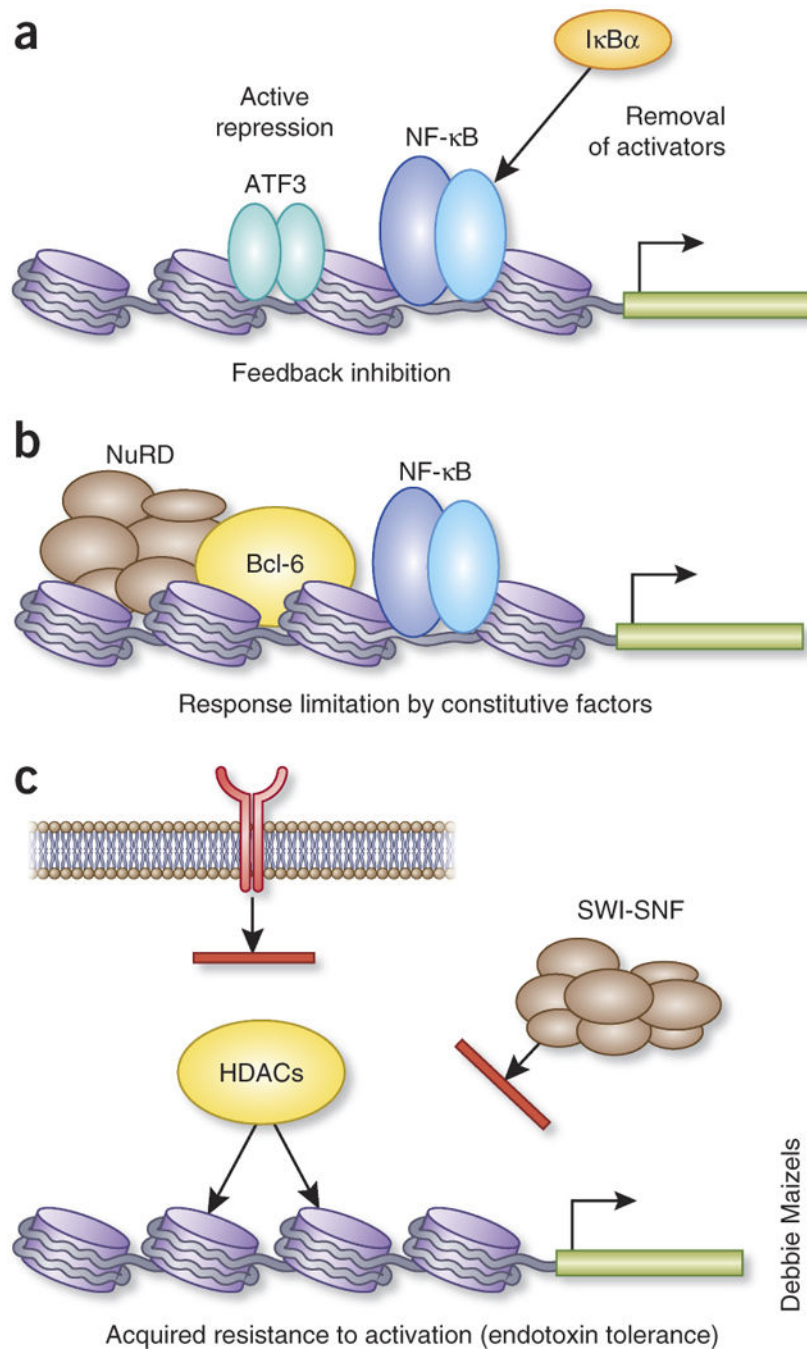 a
IκBα
Active
repression
Removal
of activators
NF-κB
ATF3
Feedback inhibition
b
NuRD
NF-κB
Bcl-6
Response limitation by constitutive factors
c
SWI-SNF
HDACs
Debbie Maizels
Acquired resistance to activation (endotoxin tolerance)